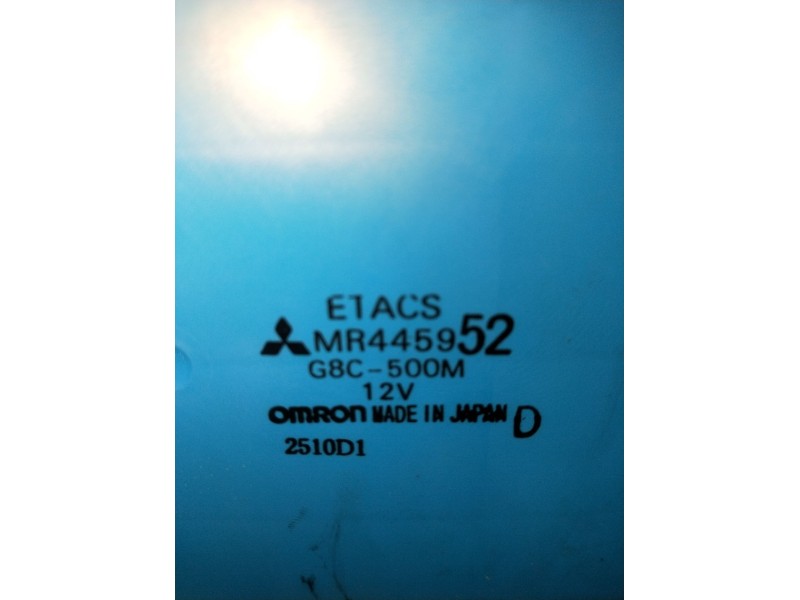 ETACS
MR445952
G8C-500M
12V
OMRON MADE IN JAPAN D
2510D1